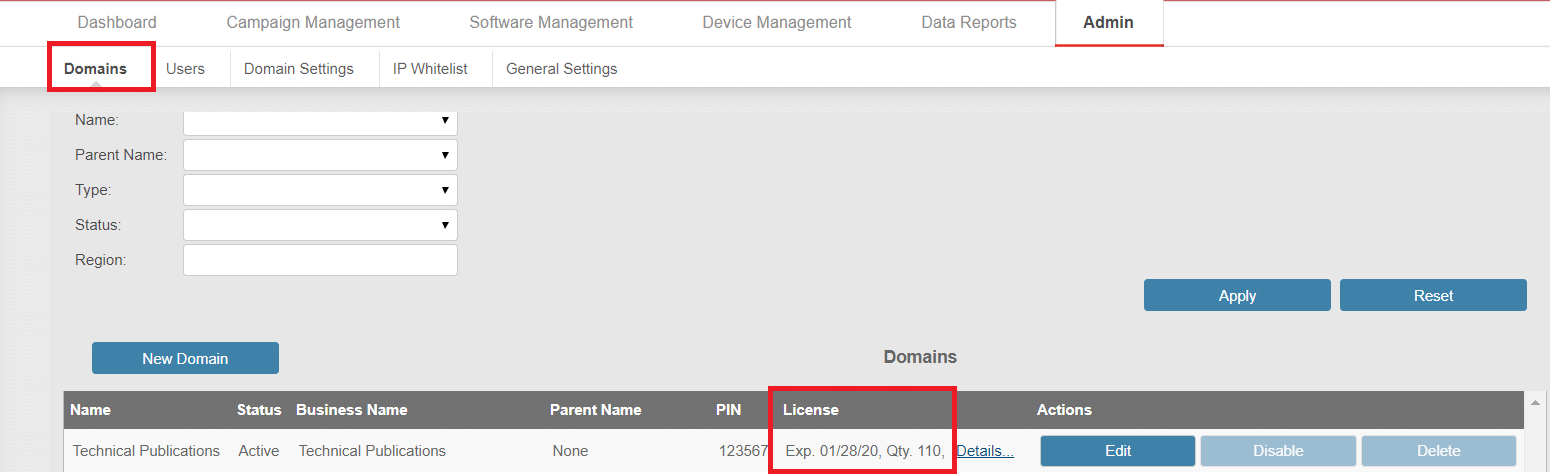 Dashboard Campaign Management Software Management Device Management Data Reports Admin
Domains Users Domain Settings IP Whitelist General Settings
Name:
Parent Name:
Type:
Status:
Region:
Apply Reset
New Domain Domains
Name Status Business Name Parent Name PIN License Actions
Technical Publications Active Technical Publications None 123567 Exp. 01/28/20, Qty. 110, Details... Edit Disable Delete